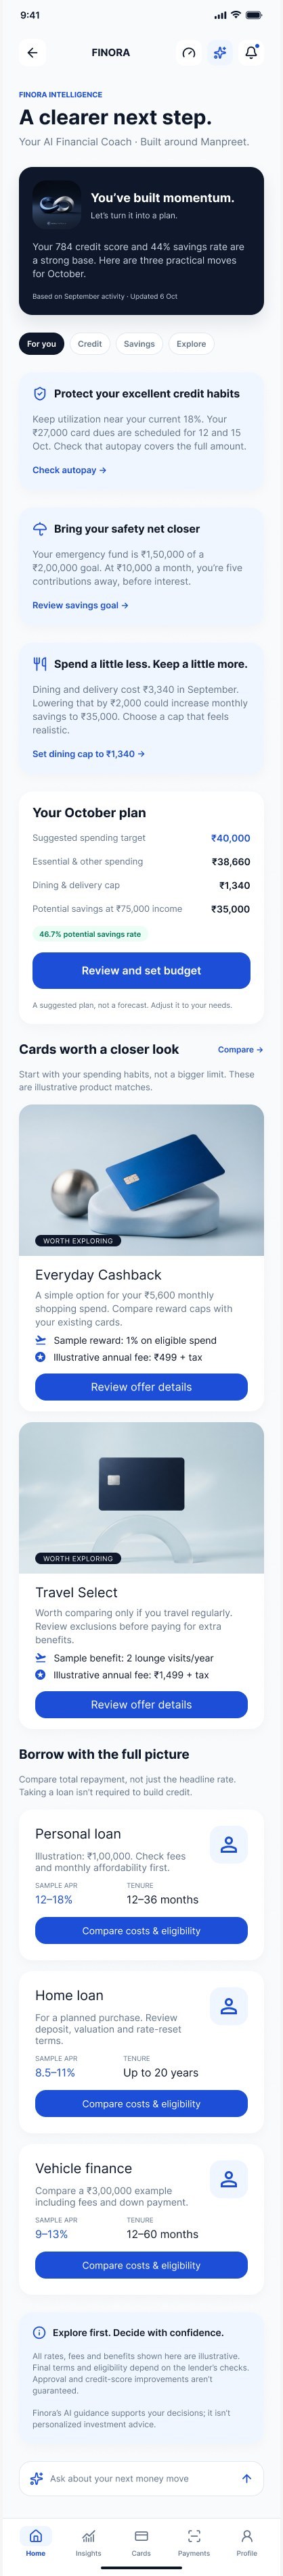 9:41
FINORA
FINORA INTELLIGENCE
A clearer next step.
Your AI Financial Coach · Built around Manpreet.
You've built momentum.
Let's turn it into a plan.
Your 784 credit score and 44% savings rate are
a strong base. Here are three practical moves
for October.
Based on September activity · Updated 6 Oct
For you
Credit
Savings
Explore
Protect your excellent credit habits
Keep utilization near your current 18%. Your
₹27,000 card dues are scheduled for 12 and 15
Oct. Check that autopay covers the full amount.
Check autopay →
Bring your safety net closer
Your emergency fund is ₹1,50,000 of a
₹2,00,000 goal. At ₹10,000 a month, you're five
contributions away, before interest.
Review savings goal →
Spend a little less. Keep a little more.
Dining and delivery cost ₹3,340 in September.
Lowering that by ₹2,000 could increase monthly
savings to ₹35,000. Choose a cap that feels
realistic.
Set dining cap to ₹1,340 →
Your October plan
Suggested spending target ₹40,000
Essential & other spending ₹38,660
Dining & delivery cap ₹1,340
Potential savings at ₹75,000 income ₹35,000
46.7% potential savings rate
Review and set budget
A suggested plan, not a forecast. Adjust it to your needs.
Cards worth a closer look Compare →
Start with your spending habits, not a bigger limit. These
are illustrative product matches.
WORTH EXPLORING
Everyday Cashback
A simple option for your ₹5,600 monthly
shopping spend. Compare reward caps with
your existing cards.
Sample reward: 1% on eligible spend
Illustrative annual fee: ₹499 + tax
Review offer details
WORTH EXPLORING
Travel Select
Worth comparing only if you travel regularly.
Review exclusions before paying for extra
benefits.
Sample benefit: 2 lounge visits/year
Illustrative annual fee: ₹1,499 + tax
Review offer details
Borrow with the full picture
Compare total repayment, not just the headline rate.
Taking a loan isn't required to build credit.
Personal loan
Illustration: ₹1,00,000. Check fees
and monthly affordability first.
SAMPLE APR TENURE
12–18% 12–36 months
Compare costs & eligibility
Home loan
For a planned purchase. Review
deposit, valuation and rate-reset
terms.
SAMPLE APR TENURE
8.5–11% Up to 20 years
Compare costs & eligibility
Vehicle finance
Compare a ₹3,00,000 example
including fees and down payment.
SAMPLE APR TENURE
9–13% 12–60 months
Compare costs & eligibility
Explore first. Decide with confidence.
All rates, fees and benefits shown here are illustrative.
Final terms and eligibility depend on the lender's checks.
Approval and credit-score improvements aren't
guaranteed.
Finora's AI guidance supports your decisions; it isn't
personalized investment advice.
Ask about your next money move
Home
Insights
Cards
Payments
Profile